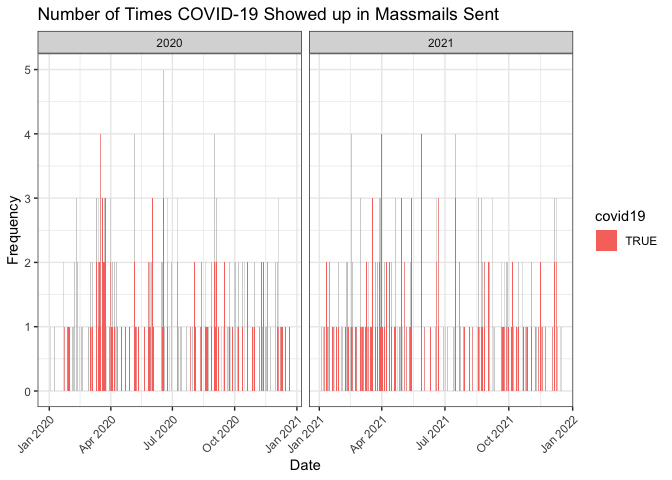 Number of Times COVID-19 Showed up in Massmails Sent
2020
2021
5
4
3
2
1
0
Frequency
Jan 2020
Apr 2020
Jul 2020
Oct 2020
Jan 2021
Jan 2021
Apr 2021
Jul 2021
Oct 2021
Jan 2022
Date
covid19
TRUE